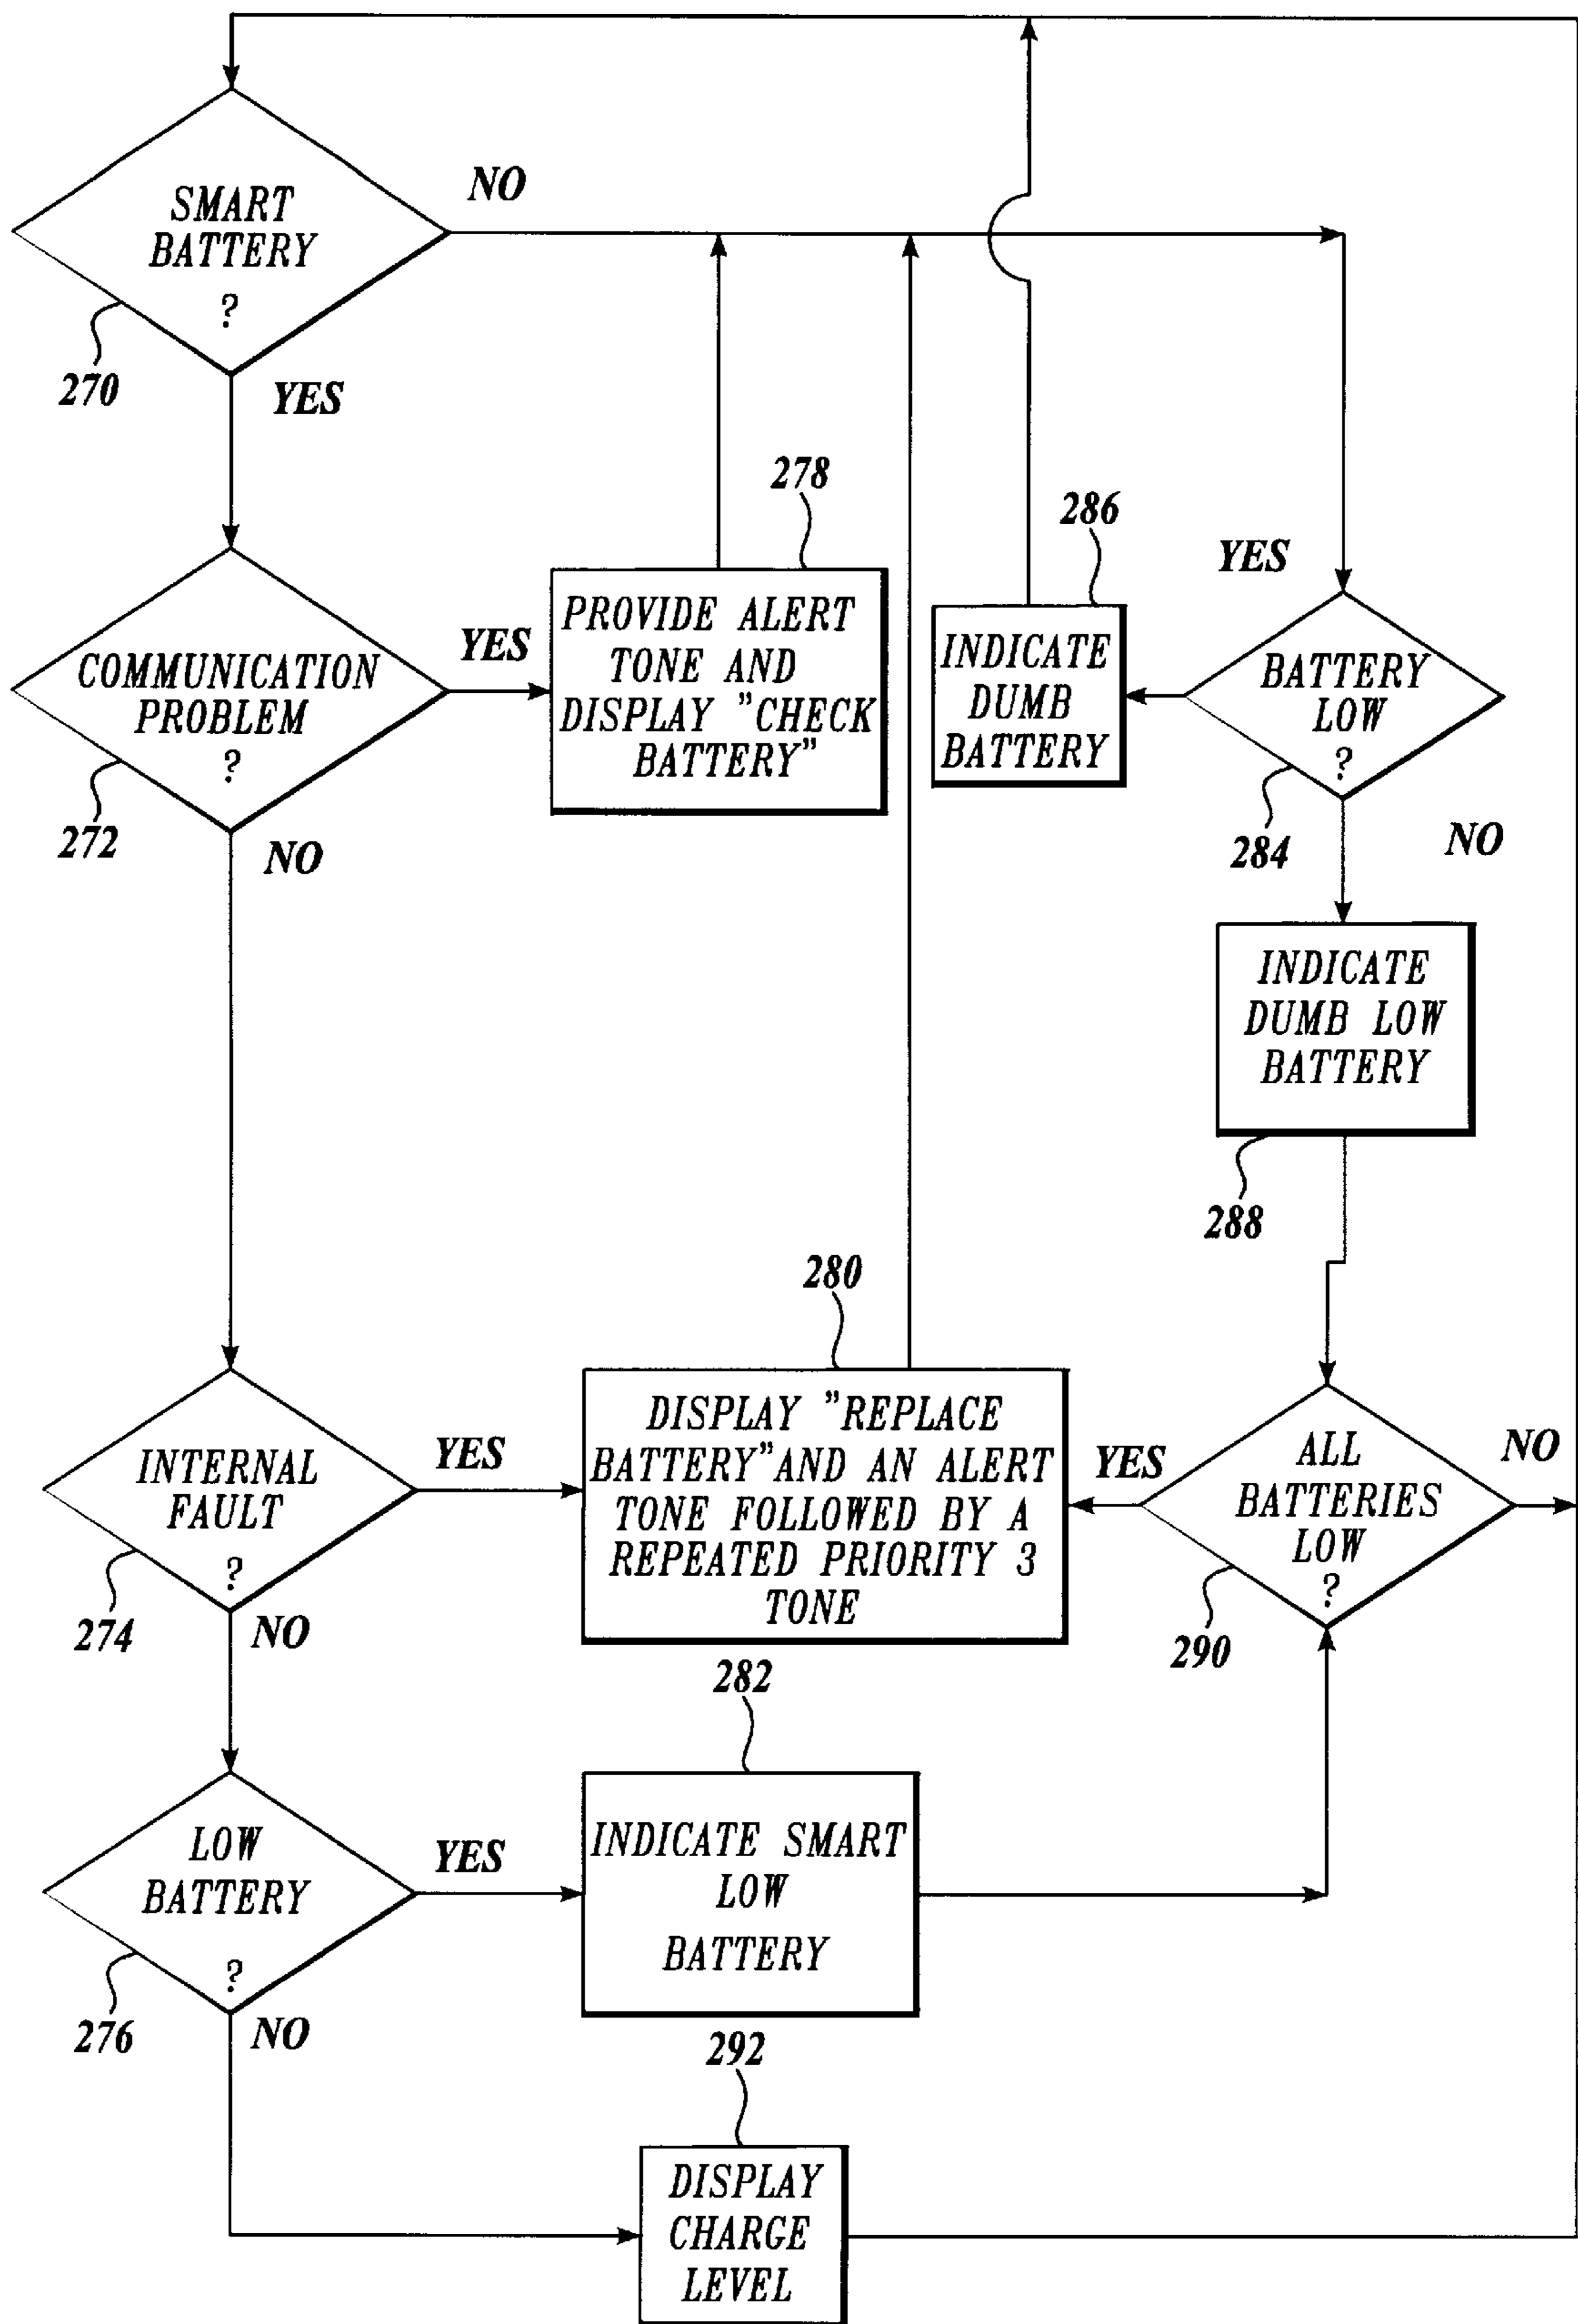 SMART
BATTERY
?
270
NO
YES
COMMUNICATION
PROBLEM
?
272
YES
NO
278
PROVIDE ALERT
TONE AND
DISPLAY "CHECK
BATTERY"
286
INDICATE
DUMB
BATTERY
YES
BATTERY
LOW
?
284
NO
INDICATE
DUMB LOW
BATTERY
288
INTERNAL
FAULT
?
274
YES
NO
280
DISPLAY "REPLACE
BATTERY"AND AN ALERT
TONE FOLLOWED BY A
REPEATED PRIORITY 3
TONE
YES
ALL
BATTERIES
LOW
?
290
NO
LOW
BATTERY
?
276
YES
NO
282
INDICATE SMART
LOW
BATTERY
292
DISPLAY
CHARGE
LEVEL